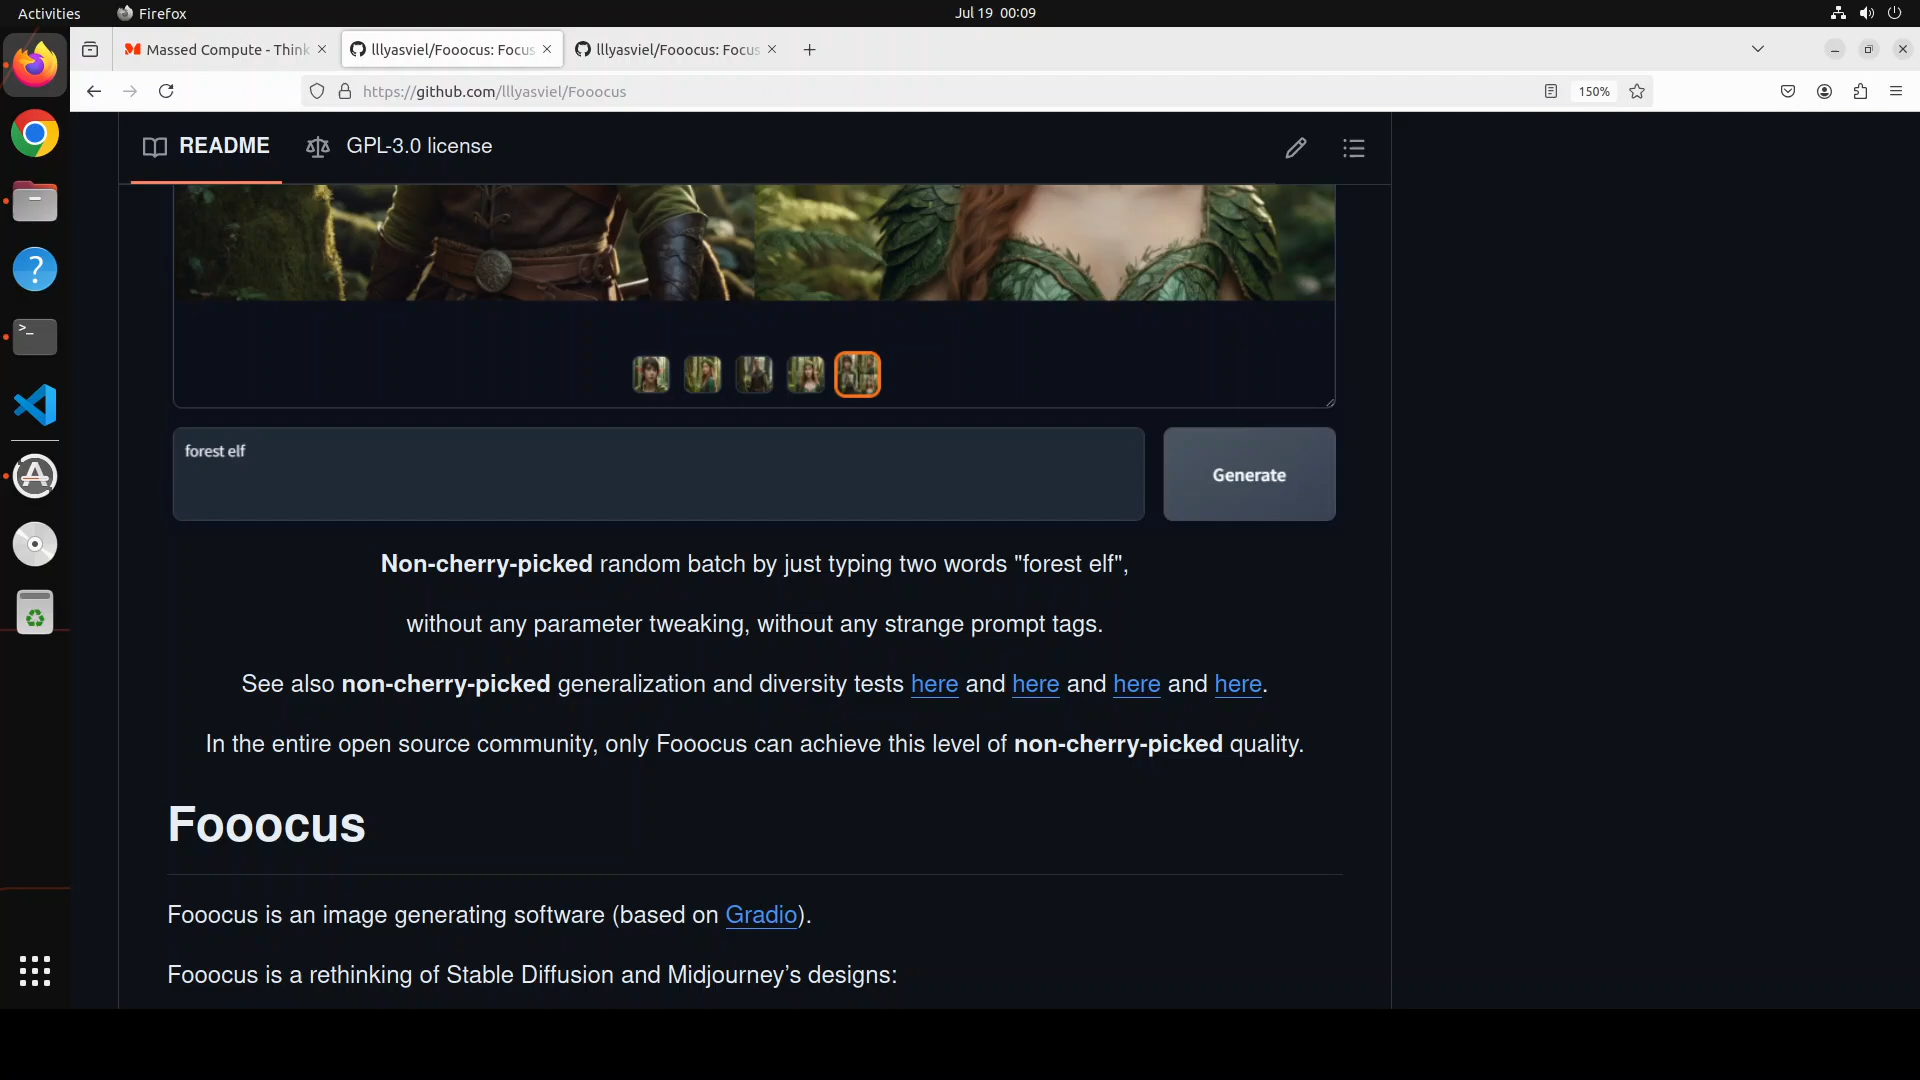 Activities
Firefox
Jul 19 00:09
Massed Compute - Think
lllyasviel/Fooocus: Focus
lllyasviel/Fooocus: Focus
https://github.com/lllyasviel/Fooocus
150%
README
GPL-3.0 license
forest elf
Generate
Non-cherry-picked random batch by just typing two words "forest elf",
without any parameter tweaking, without any strange prompt tags.
See also non-cherry-picked generalization and diversity tests here and here and here and here.
In the entire open source community, only Fooocus can achieve this level of non-cherry-picked quality.
Fooocus
Fooocus is an image generating software (based on Gradio).
Fooocus is a rethinking of Stable Diffusion and Midjourney’s designs: